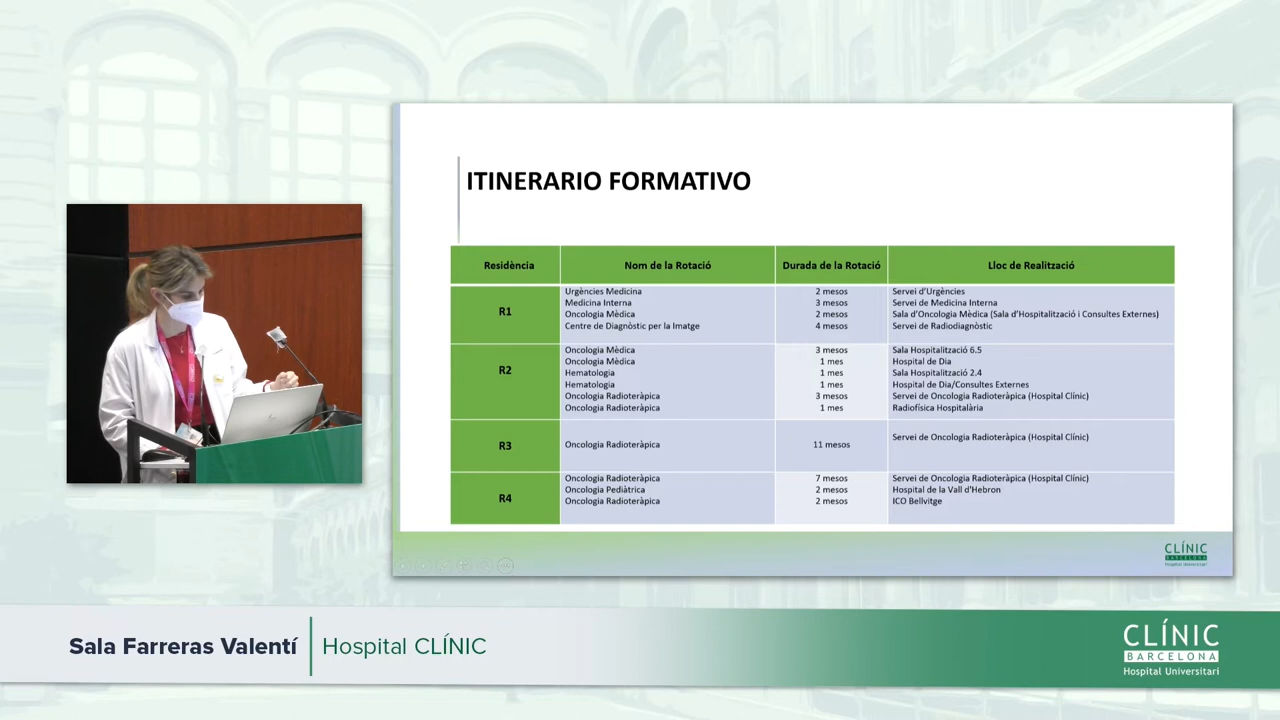 ITINERARIO FORMATIVO
Residència Nom de la Rotació Durada de la Rotació Lloc de Realització
R1
Urgències Medicina 2 mesos Servei d'Urgències
Medicina Interna 3 mesos Servei de Medicina Interna
Oncologia Mèdica 2 mesos Sala d'Oncologia Mèdica (Sala d'Hospitalització i Consultes Externes)
Centre de Diagnòstic per la Imatge 4 mesos Servei de Radiodiagnòstic
R2
Oncologia Mèdica 3 mesos Sala Hospitalització 6.5
Oncologia Mèdica 1 mes Hospital de Dia
Hematologia 1 mes Sala Hospitalització 2.4
Hematologia 1 mes Hospital de Dia/Consultes Externes
Oncologia Radioteràpica 3 mesos Servei de Oncologia Radioteràpica (Hospital Clínic)
Oncologia Radioteràpica 1 mes Radiofísica Hospitalària
R3 Oncologia Radioteràpica 11 mesos Servei de Oncologia Radioteràpica (Hospital Clínic)
R4
Oncologia Radioteràpica 7 mesos Servei de Oncologia Radioteràpica (Hospital Clínic)
Oncologia Pediàtrica 2 mesos Hospital de la Vall d'Hebron
Oncologia Radioteràpica 2 mesos ICO Bellvitge
CLÍNIC
BARCELONA
Hospital Universitari
Sala Farreras Valentí Hospital CLÍNIC
CLÍNIC
BARCELONA
Hospital Universitari